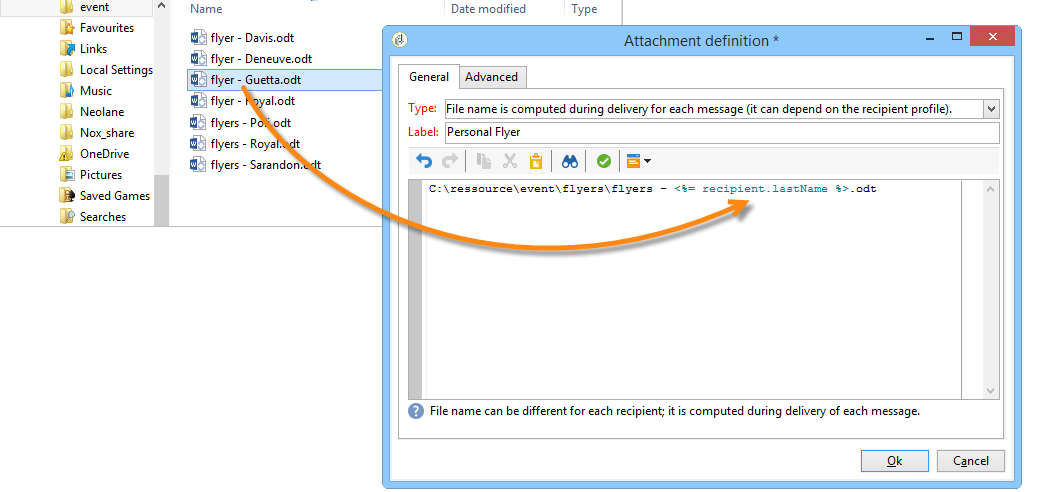 Name Date modified Type
event
Favourites
Links
Local Settings
Music
Neolane
Nox_share
OneDrive
Pictures
Saved Games
Searches
flyer - Davis.odt
flyer - Deneuve.odt
flyer - Guetta.odt
flyer - Royal.odt
flyers - Poli.odt
flyers - Royal.odt
flyers - Sarandon.odt
Attachment definition *
General Advanced
Type: File name is computed during delivery for each message (it can depend on the recipient profile).
Label: Personal Flyer
C:\ressource\event\flyers\flyers - <%= recipient.lastName %>.odt
File name can be different for each recipient; it is computed during delivery of each message.
Ok Cancel